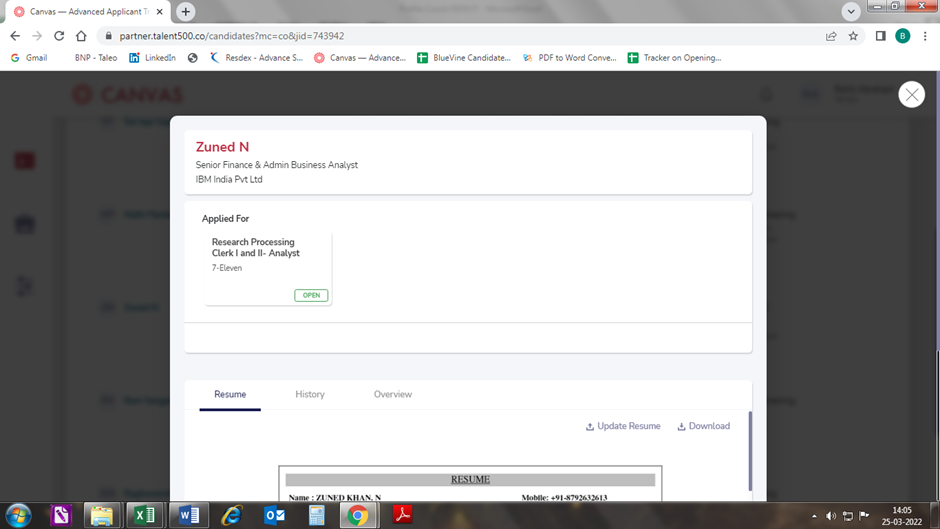 Canvas — Advanced Applicant T
partner.talent500.co/candidates?mc=co&jid=743942
B
Gmail
BNP - Taleo
LinkedIn
Resdex - Advance S...
Canvas — Advance...
BlueVine Candidate...
PDF to Word Conve...
Tracker on Opening...
CANVAS
Zuned N
Senior Finance & Admin Business Analyst
IBM India Pvt Ltd
Applied For
Research Processing
Clerk I and II- Analyst
7-Eleven
OPEN
Resume
History
Overview
Update Resume
Download
RESUME
Name : ZUNED KHAN. N
Mobile: +91-8792632613
14:05
25-03-2022